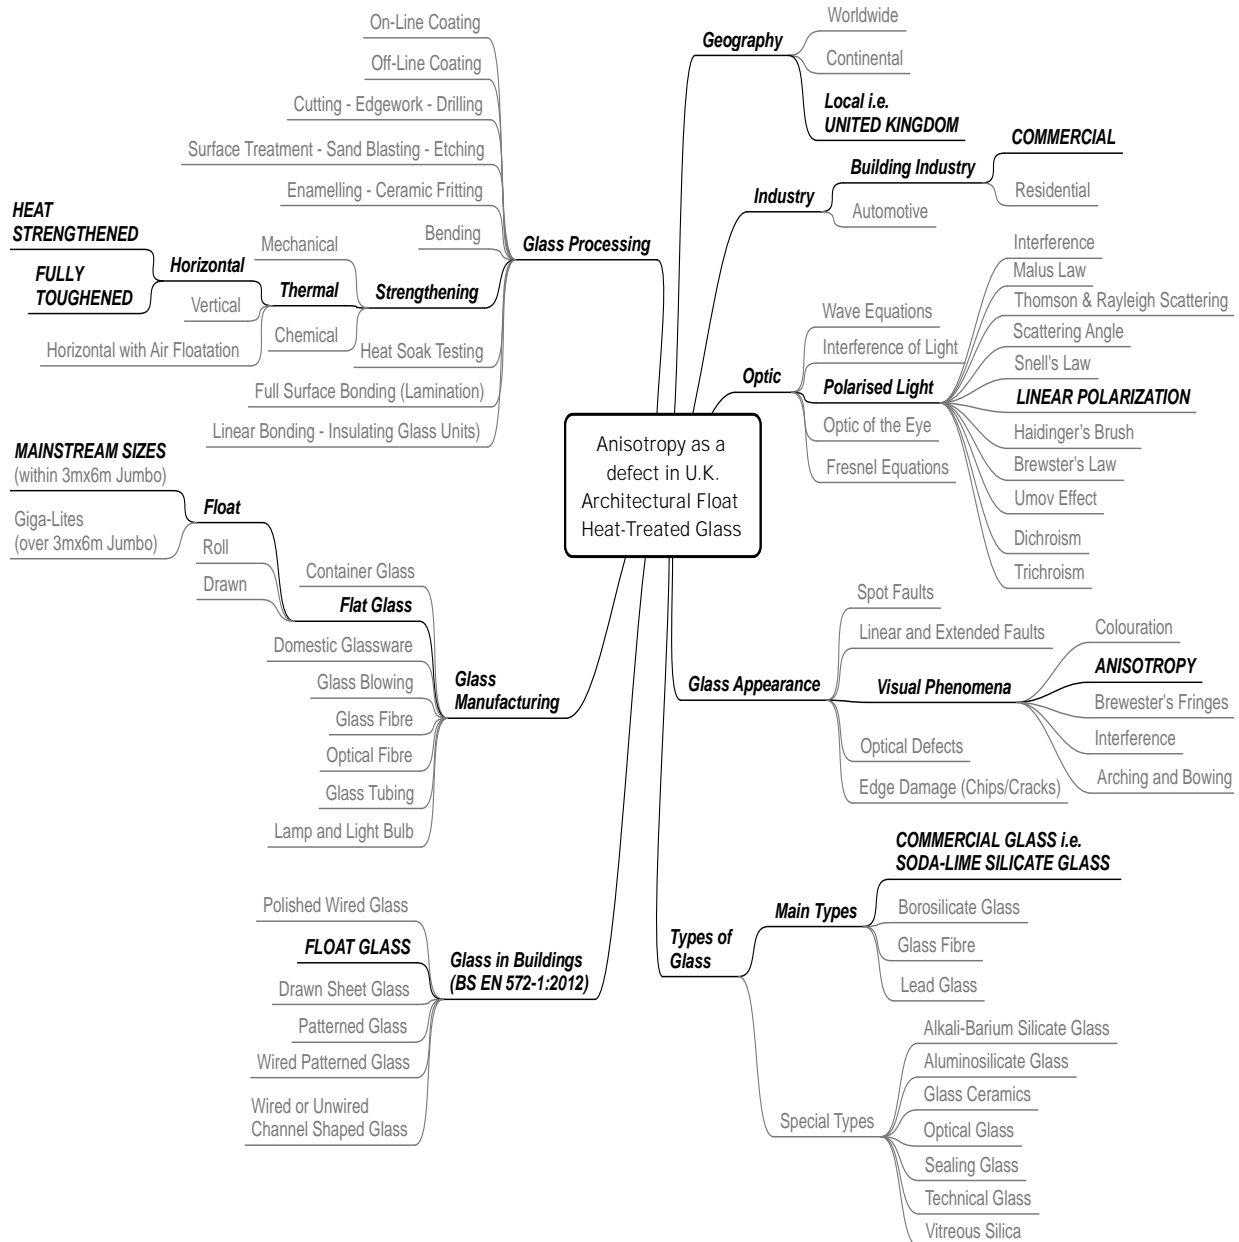 On-Line Coating
Off-Line Coating
Cutting - Edgework - Drilling
Surface Treatment - Sand Blasting - Etching
Enamelling - Ceramic Fritting
Bending
Glass Processing
HEAT
STRENGTHENED
FULLY
TOUGHENED
Horizontal
Vertical
Horizontal with Air Floatation
Mechanical
Thermal
Chemical
Strengthening
Heat Soak Testing
Full Surface Bonding (Lamination)
Linear Bonding - Insulating Glass Units)
MAINSTREAM SIZES
(within 3mx6m Jumbo)
Giga-Lites
(over 3mx6m Jumbo)
Float
Roll
Drawn
Container Glass
Flat Glass
Domestic Glassware
Glass Blowing
Glass Fibre
Optical Fibre
Glass Tubing
Lamp and Light Bulb
Glass
Manufacturing
Polished Wired Glass
FLOAT GLASS
Drawn Sheet Glass
Patterned Glass
Wired Patterned Glass
Wired or Unwired
Channel Shaped Glass
Glass in Buildings
(BS EN 572-1:2012)
Anisotropy as a
defect in U.K.
Architectural Float
Heat-Treated Glass
Geography
Worldwide
Continental
Local i.e.
UNITED KINGDOM
Industry
Building Industry
COMMERCIAL
Residential
Automotive
Optic
Wave Equations
Interference of Light
Polarised Light
Optic of the Eye
Fresnel Equations
Interference
Malus Law
Thomson & Rayleigh Scattering
Scattering Angle
Snell's Law
LINEAR POLARIZATION
Haidinger's Brush
Brewster's Law
Umov Effect
Dichroism
Trichroism
Glass Appearance
Spot Faults
Linear and Extended Faults
Visual Phenomena
Optical Defects
Edge Damage (Chips/Cracks)
Colouration
ANISOTROPY
Brewester's Fringes
Interference
Arching and Bowing
Types of
Glass
Main Types
COMMERCIAL GLASS i.e.
SODA-LIME SILICATE GLASS
Borosilicate Glass
Glass Fibre
Lead Glass
Special Types
Alkali-Barium Silicate Glass
Aluminosilicate Glass
Glass Ceramics
Optical Glass
Sealing Glass
Technical Glass
Vitreous Silica